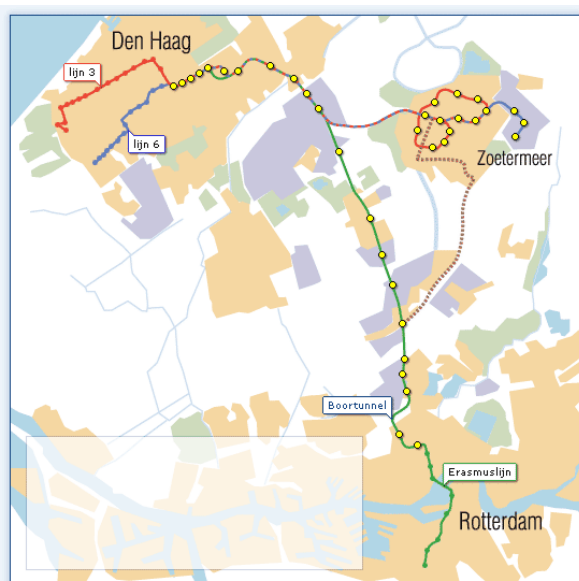 Den Haag
lijn 3
lijn 6
Zoetermeer
Boortunnel
Erasmuslijn
Rotterdam